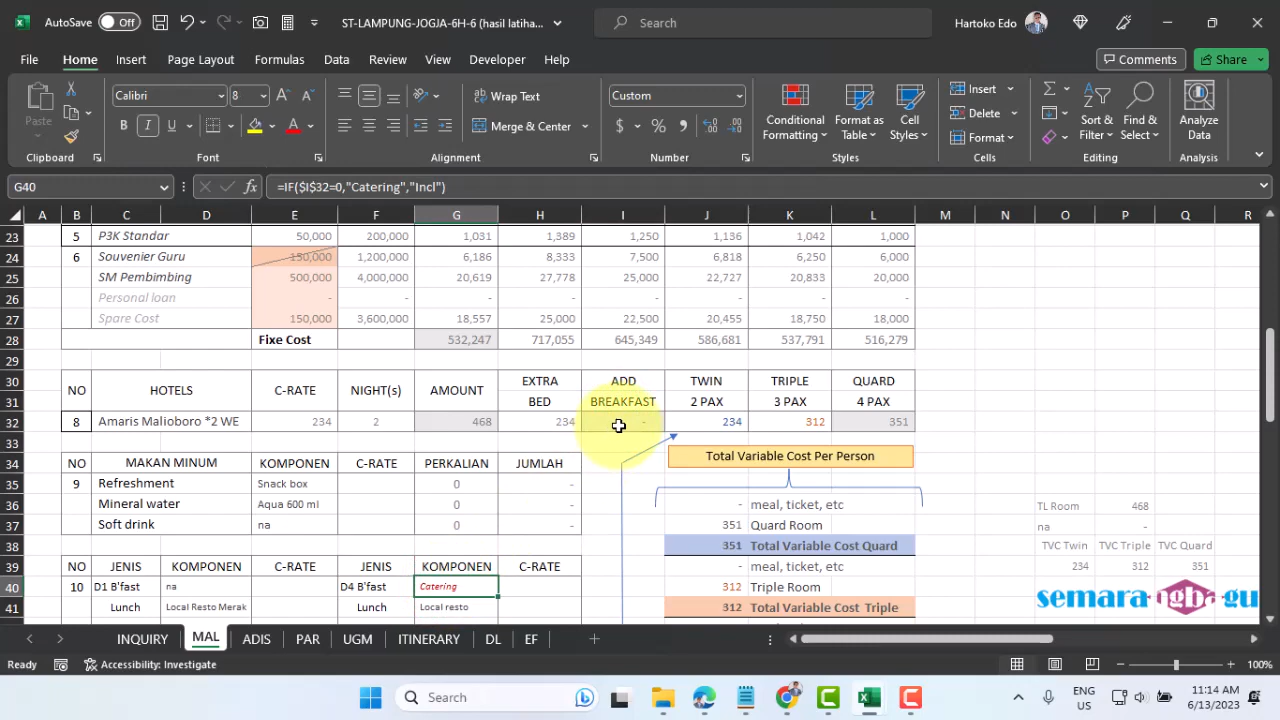 AutoSave Off ST-LAMPUNG-JOGJA-6H-6 (hasil latiha... Search Hartoko Edo
File Home Insert Page Layout Formulas Data Review View Developer Comments Share
Paste Calibri 8 Wrap Text Custom Conditional Formatting Format as Table Cell Styles Insert Sort & Filter Find & Select Analyze Data
B I U Merge & Center $ % Delete Format
Clipboard Font Alignment Number Styles Cells Editing Analysis
G40 fx =IF($I$32=0,"Catering","Incl")
A B C D E F G H I J K L M N O P Q R
23 5 P3K Standar 50,000 200,000 1,031 1,389 1,250 1,136 1,042 1,000
24 6 Souvenier Guru 150,000 1,200,000 6,186 8,333 7,500 6,818 6,250 6,000
25 SM Pembimbing 500,000 4,000,000 20,619 27,778 25,000 22,727 20,833 20,000
26 Personal loan - - - - - - - -
27 Spare Cost 150,000 3,600,000 18,557 25,000 22,500 20,455 18,750 18,000
28 Fixe Cost 532,247 717,055 645,349 586,681 537,791 516,279
29
30 NO HOTELS C-RATE NIGHT(s) AMOUNT EXTRA ADD TWIN TRIPLE QUARD
31 BED BREAKFAST 2 PAX 3 PAX 4 PAX
32 8 Amaris Malioboro *2 WE 234 2 468 234 - 234 312 351
33 Total Variable Cost Per Person
34 NO MAKAN MINUM KOMPONEN C-RATE PERKALIAN JUMLAH
35 9 Refreshment Snack box 0 -
36 Mineral water Aqua 600 ml 0 - - meal, ticket, etc TL Room 468
37 Soft drink na 0 - 351 Quard Room na -
38 351 Total Variable Cost Quard TVC Twin TVC Triple TVC Quard
39 NO JENIS KOMPONEN C-RATE JENIS KOMPONEN C-RATE - meal, ticket, etc 234 312 351
40 10 D1 B'fast na D4 B'fast Catering 312 Triple Room
41 Lunch Local Resto Merak Lunch Local resto 312 Total Variable Cost Triple
INQUIRY MAL ADIS PAR UGM ITINERARY DL EF
Ready Accessibility: Investigate 100%
Search ENG US 11:14 AM 6/13/2023